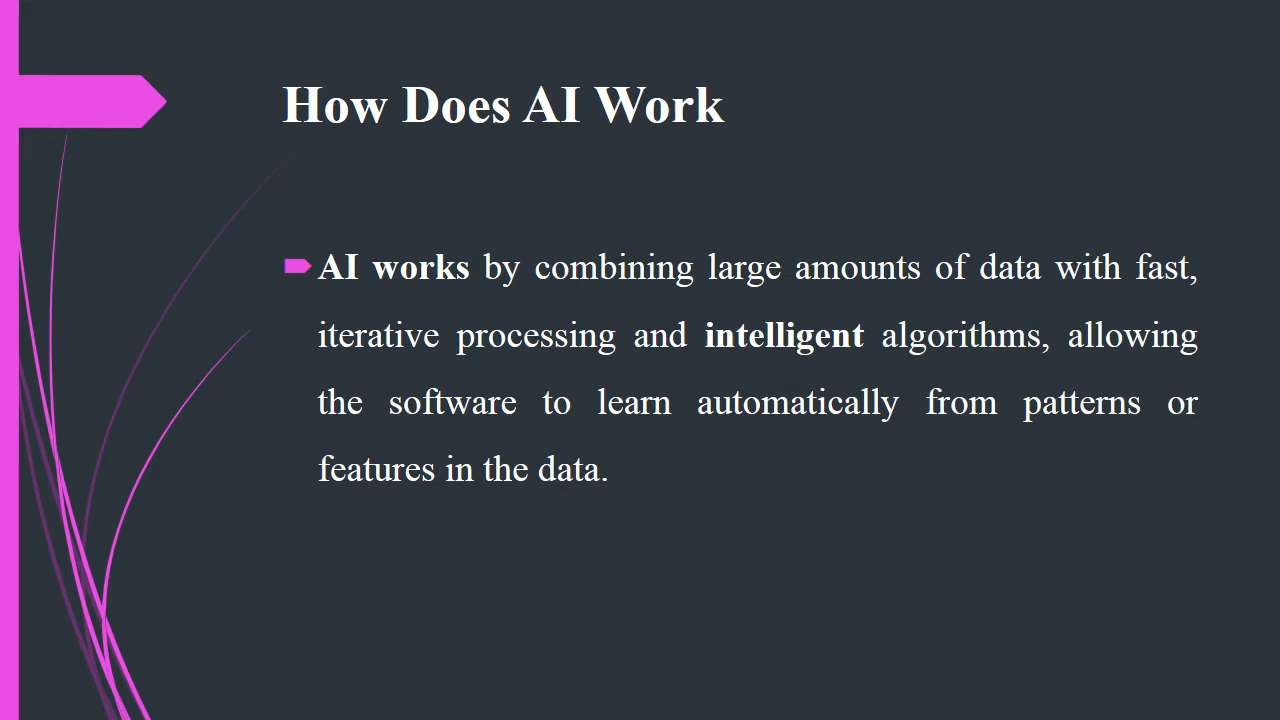 How Does AI Work
AI works by combining large amounts of data with fast,
iterative processing and intelligent algorithms, allowing
the software to learn automatically from patterns or
features in the data.